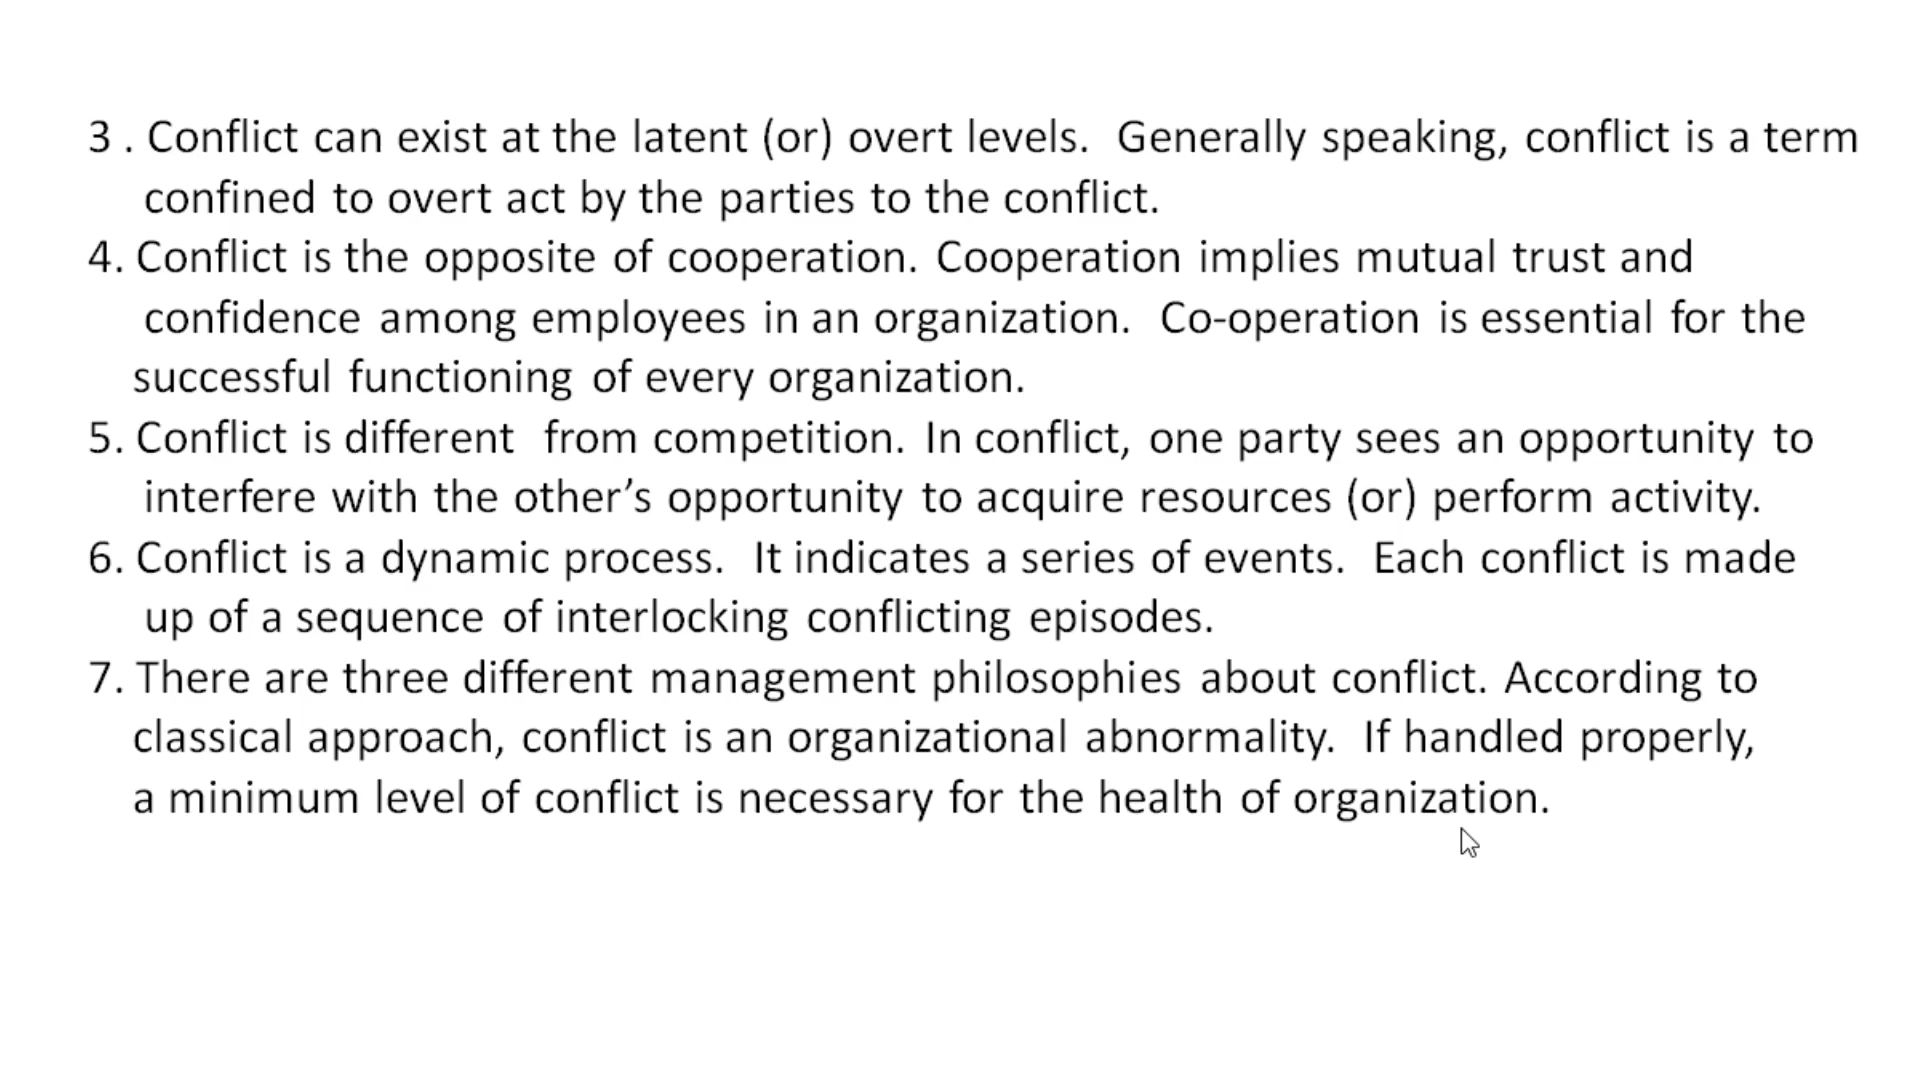 3 . Conflict can exist at the latent (or) overt levels.  Generally speaking, conflict is a term
confined to overt act by the parties to the conflict.
4. Conflict is the opposite of cooperation. Cooperation implies mutual trust and
confidence among employees in an organization.  Co-operation is essential for the
successful functioning of every organization.
5. Conflict is different  from competition. In conflict, one party sees an opportunity to
interfere with the other’s opportunity to acquire resources (or) perform activity.
6. Conflict is a dynamic process.  It indicates a series of events.  Each conflict is made
up of a sequence of interlocking conflicting episodes.
7. There are three different management philosophies about conflict. According to
classical approach, conflict is an organizational abnormality.  If handled properly,
a minimum level of conflict is necessary for the health of organization.